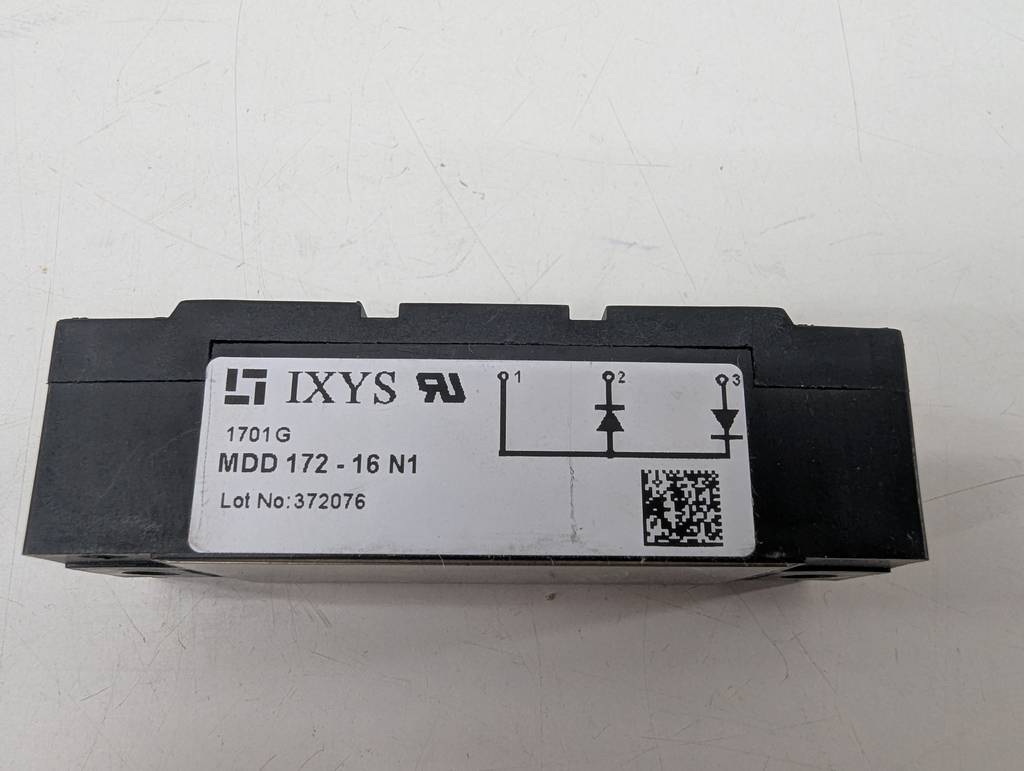 IXYS
1701G
MDD 172 - 16 N1
Lot No: 372076
1 2 3